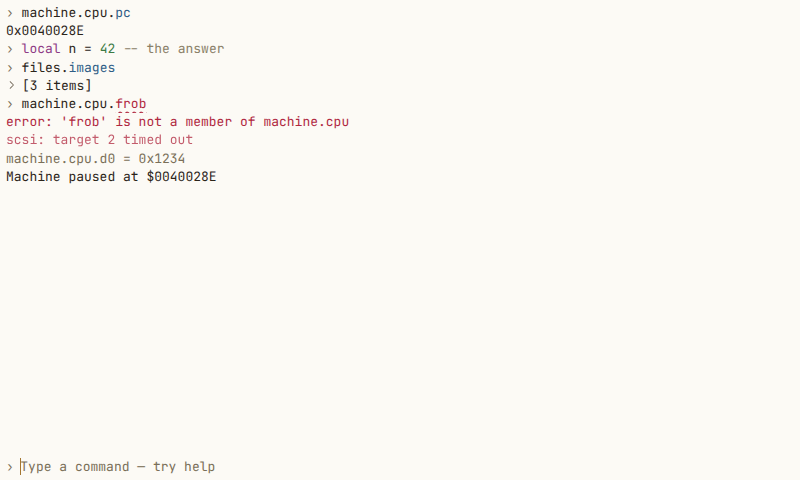 › machine.cpu.pc
0x0040028E
› local n = 42 -- the answer
› files.images
› [3 items]
› machine.cpu.frob
error: 'frob' is not a member of machine.cpu
scsi: target 2 timed out
machine.cpu.d0 = 0x1234
Machine paused at $0040028E
› Type a command — try help